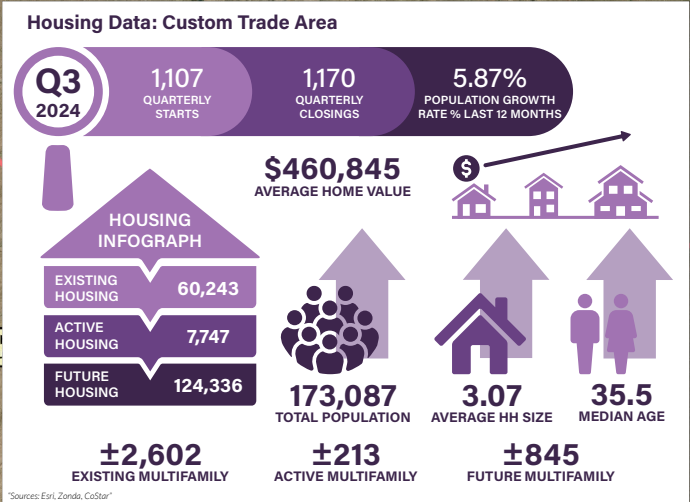 Housing Data: Custom Trade Area
Q3
2024
1,107
QUARTERLY
STARTS
1,170
QUARTERLY
CLOSINGS
5.87%
POPULATION GROWTH
RATE % LAST 12 MONTHS
$460,845
AVERAGE HOME VALUE
$
HOUSING
INFOGRAPH
EXISTING
HOUSING
60,243
ACTIVE
HOUSING
7,747
FUTURE
HOUSING
124,336
173,087
TOTAL POPULATION
3.07
AVERAGE HH SIZE
35.5
MEDIAN AGE
±2,602
EXISTING MULTIFAMILY
±213
ACTIVE MULTIFAMILY
±845
FUTURE MULTIFAMILY
"Sources: Esri, Zonda, CoStar"